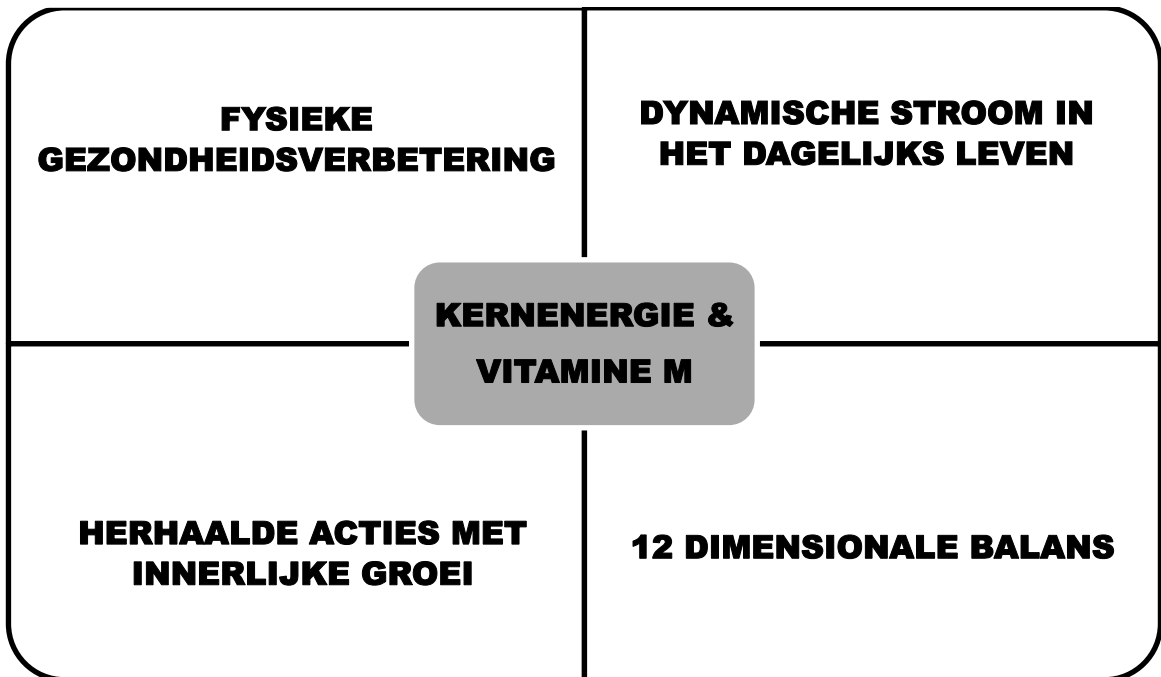 FYSIEKE
GEZONDHEIDSVERBETERING
DYNAMISCHE STROOM IN
HET DAGELIJKS LEVEN
KERNENERGIE &
VITAMINE M
HERHAALDE ACTIES MET
INNERLIJKE GROEI
12 DIMENSIONALE BALANS